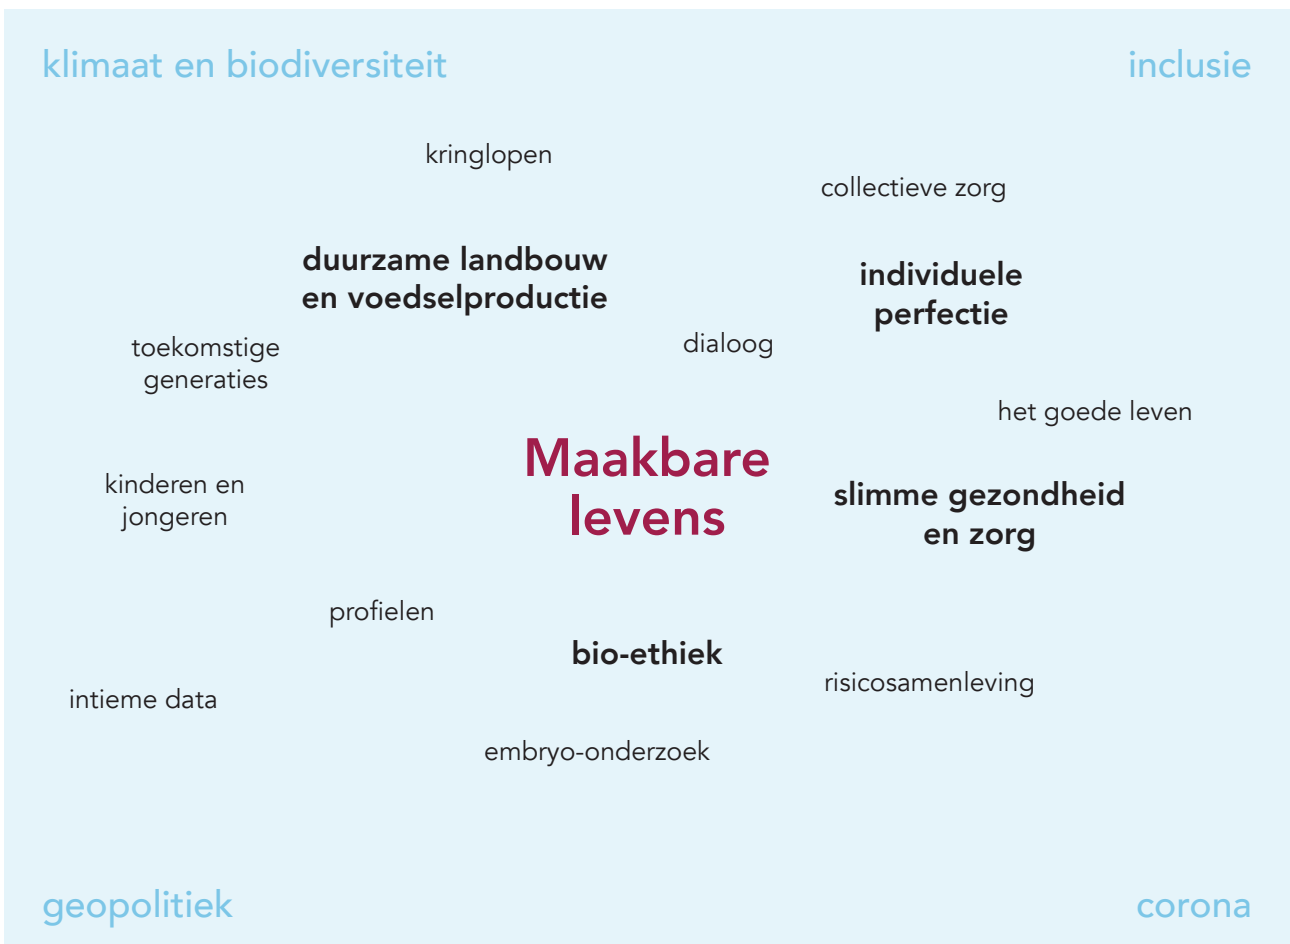 klimaat en biodiversiteit
inclusie
kringlopen
collectieve zorg
duurzame landbouw
en voedselproductie
individuele
perfectie
dialoog
toekomstige
generaties
het goede leven
Maakbare
levens
kinderen en
jongeren
slimme gezondheid
en zorg
profielen
bio-ethiek
risicosamenleving
intieme data
embryo-onderzoek
geopolitiek
corona